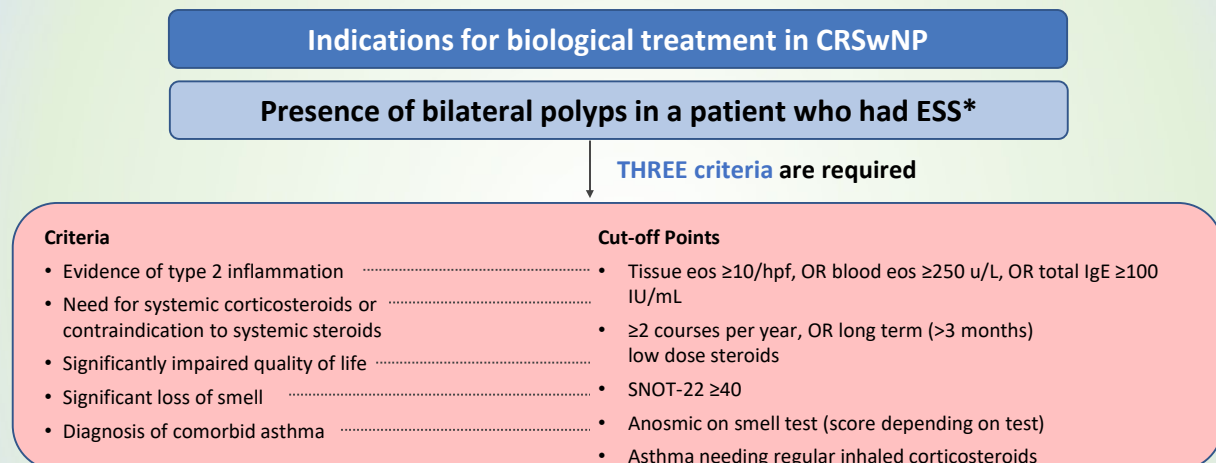 Indications for biological treatment in CRSwNP
Presence of bilateral polyps in a patient who had ESS*
THREE criteria are required
Criteria
• Evidence of type 2 inflammation
• Need for systemic corticosteroids or
contraindication to systemic steroids
• Significantly impaired quality of life
• Significant loss of smell
• Diagnosis of comorbid asthma
Cut-off Points
• Tissue eos ≥10/hpf, OR blood eos ≥250 u/L, OR total IgE ≥100
IU/mL
• ≥2 courses per year, OR long term (>3 months)
low dose steroids
• SNOT-22 ≥40
• Anosmic on smell test (score depending on test)
• Asthma needing regular inhaled corticosteroids